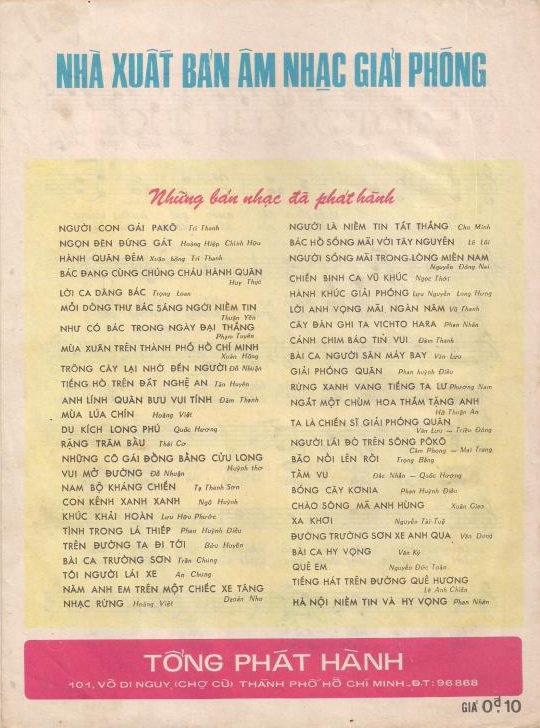 NHÀ XUẤT BẢN ÂM NHẠC GIẢI PHÓNG
Những bản nhạc đã phát hành
NGƯỜI CON GÁI PAKÔ Trí Thanh
NGỌN ĐÈN ĐỨNG GÁT Hoàng Hiệp Chính Hữu
HÀNH QUÂN ĐÊM Xuân Hồng Trí Thanh
BÁC ĐANG CÙNG CHÚNG CHÁU HÀNH QUÂN
Huy Thục
LỜI CA DÂNG BÁC Trọng Loan
MỖI DÒNG THƯ BÁC SÁNG NGỜI NIỀM TIN
Thuận Yến
NHƯ CÓ BÁC TRONG NGÀY ĐẠI THẮNG
Phạm Tuyên
MÙA XUÂN TRÊN THÀNH PHỐ HỒ CHÍ MINH
Xuân Hồng
TRỒNG CÂY LẠI NHỚ ĐẾN NGƯỜI Đỗ Nhuận
TIẾNG HÒ TRÊN ĐẤT NGHỆ AN Tân Huyền
ANH LÍNH QUÂN BƯU VUI TÍNH Đàm Thanh
MÙA LÚA CHÍN Hoàng Việt
DU KÍCH LONG PHÚ Quốc Hương
RẶNG TRÂM BẦU Thái Cơ
NHỮNG CÔ GÁI ĐỒNG BẰNG CỬU LONG
Huỳnh thơ
VUI MỞ ĐƯỜNG Đỗ Nhuận
NAM BỘ KHÁNG CHIẾN Tạ Thanh Sơn
CON KÊNH XANH XANH Ngô Huỳnh
KHÚC KHẢI HOÀN Lưu Hữu Phước
TÌNH TRONG LÁ THIẾP Phan Huỳnh Điểu
TRÊN ĐƯỜNG TA ĐI TỚI Bửu Huyền
BÀI CA TRƯỜNG SƠN Trần Chung
TÔI NGƯỜI LÁI XE An Chung
NĂM ANH EM TRÊN MỘT CHIẾC XE TĂNG
Doãn Nho
NHẠC RỪNG Hoàng Việt
NGƯỜI LÀ NIỀM TIN TẤT THẮNG Chu Minh
BÁC HỒ SỐNG MÃI VỚI TÂY NGUYÊN Lê Lôi
NGƯỜI SỐNG MÃI TRONG LÒNG MIỀN NAM
Nguyễn Đồng Nai
CHIẾN BINH CA VŨ KHÚC Ngọc Thới
HÀNH KHÚC GIẢI PHÓNG Lưu Nguyễn Long Hưng
LỜI ANH VỌNG MÃI NGÀN NĂM Vũ Thanh
CÂY ĐÀN GHI TA VICHTO HARA Phan Nhân
CÁNH CHIM BÁO TIN VUI Đàm Thanh
BÀI CA NGƯỜI SĂN MÁY BAY Văn Lưu
GIẢI PHÓNG QUÂN Phan huỳnh Điểu
RỪNG XANH VANG TIẾNG TA LƯ Phương Nam
NGẮT MỘT CHÙM HOA THẮM TẶNG ANH
Hà Thuận An
TA LÀ CHIẾN SĨ GIẢI PHÓNG QUÂN
Văn Lưu — Triều Dâng
NGƯỜI LÁI ĐÒ TRÊN SÔNG PÔKÔ
Cẩm Phong — Mai Trang
BÃO NỔI LÊN RỒI Trọng Bằng
TẦM VU Đắc Nhẫn — Quốc Hương
BÓNG CÂY KƠNIA Phan Huỳnh Điểu
CHÀO SÔNG MÃ ANH HÙNG Xuân Giao
XA KHƠI Nguyễn Tài Tuệ
ĐƯỜNG TRƯỜNG SƠN XE ANH QUA Văn Dung
BÀI CA HY VỌNG Văn Ký
QUÊ EM Nguyễn Đức Toàn
TIẾNG HÁT TRÊN ĐƯỜNG QUÊ HƯƠNG
Lê Anh Chiến
HÀ NỘI NIỀM TIN VÀ HY VỌNG Phan Nhân
TỔNG PHÁT HÀNH
101, VÕ DI NGUY (CHỢ CŨ) THÀNH PHỐ HỒ CHÍ MINH _ Đ.T: 96868
GIÁ 0đ.10